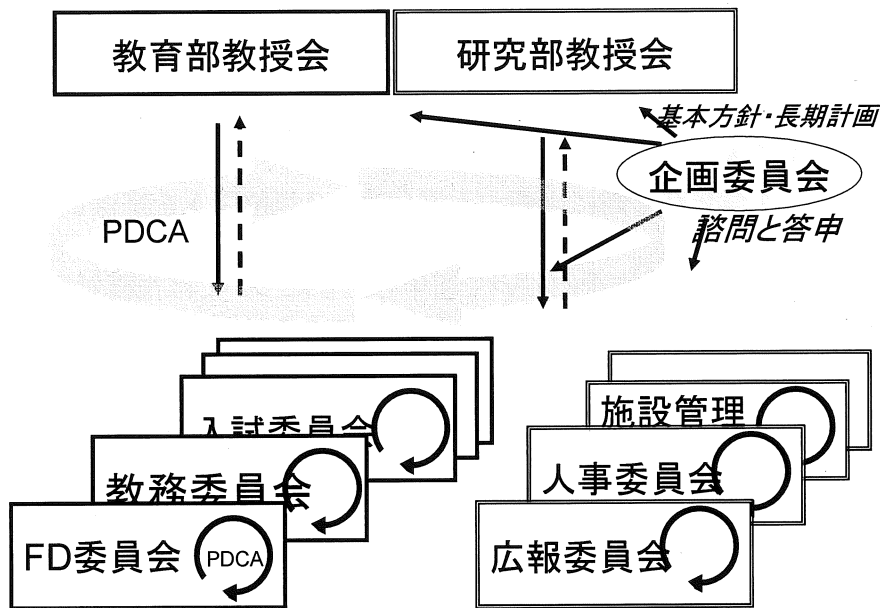 教育部教授会
研究部教授会
基本方針・長期計画
企画委員会
諮問と答申
PDCA
入試委員会
教務委員会
FD委員会
PDCA
施設管理
人事委員会
広報委員会